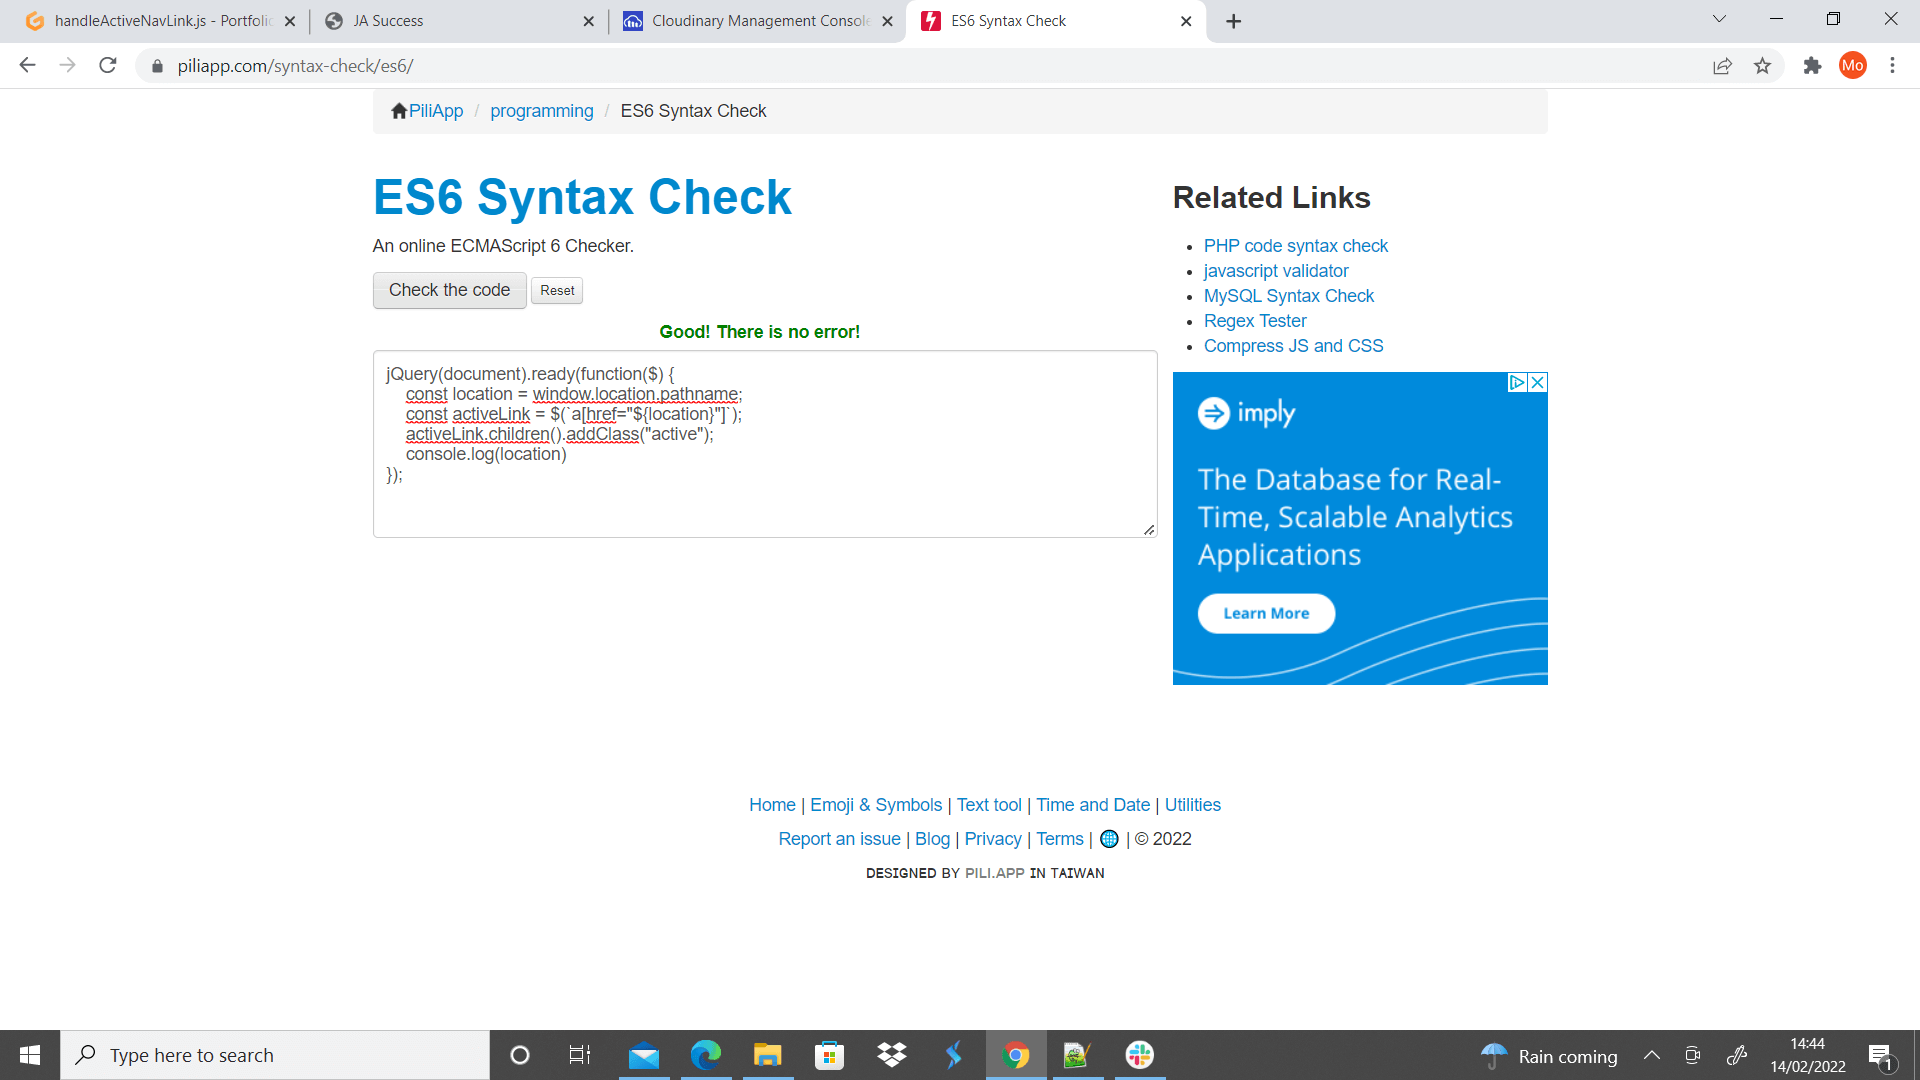 handleActiveNavLink.js - Portfolio
JA Success
Cloudinary Management Console
ES6 Syntax Check
piliapp.com/syntax-check/es6/
Mo
PiliApp / programming / ES6 Syntax Check
ES6 Syntax Check
An online ECMAScript 6 Checker.
Check the code
Reset
Good! There is no error!
jQuery(document).ready(function($) {
const location = window.location.pathname;
const activeLink = $(`a[href="${location}"]`);
activeLink.children().addClass("active");
console.log(location)
});
Related Links
PHP code syntax check
javascript validator
MySQL Syntax Check
Regex Tester
Compress JS and CSS
imply
The Database for Real-
Time, Scalable Analytics
Applications
Learn More
Home | Emoji & Symbols | Text tool | Time and Date | Utilities
Report an issue | Blog | Privacy | Terms | 🌐 | © 2022
DESIGNED BY PILI.APP IN TAIWAN
Type here to search
Rain coming
14:44
14/02/2022
1